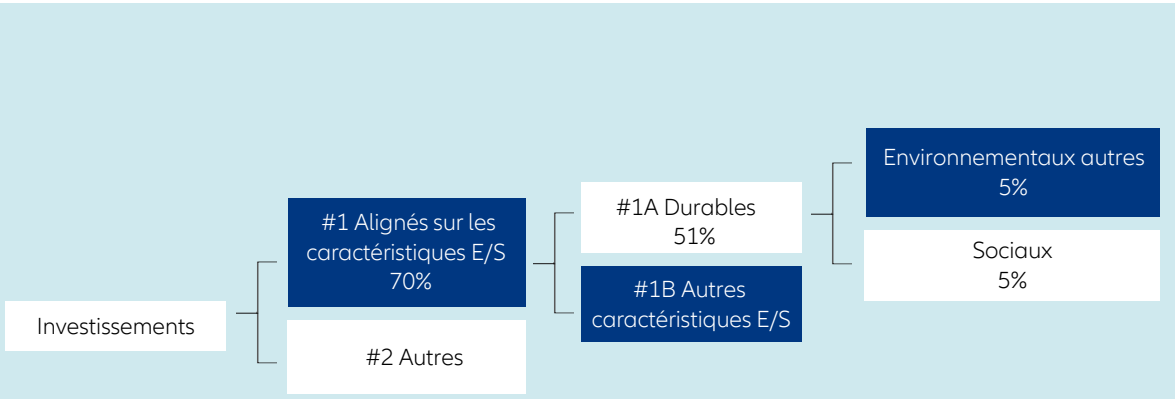 Investissements
#1 Alignés sur les
caractéristiques E/S
70%
#2 Autres
#1A Durables
51%
#1B Autres
caractéristiques E/S
Environnementaux autres
5%
Sociaux
5%